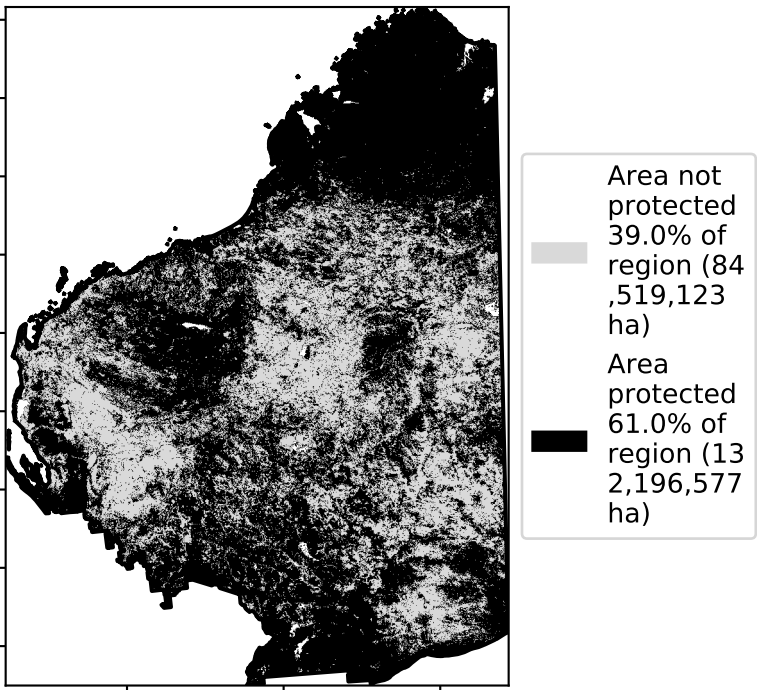 Area not
protected
39.0% of
region (84
,519,123
ha)
Area
protected
61.0% of
region (13
2,196,577
ha)